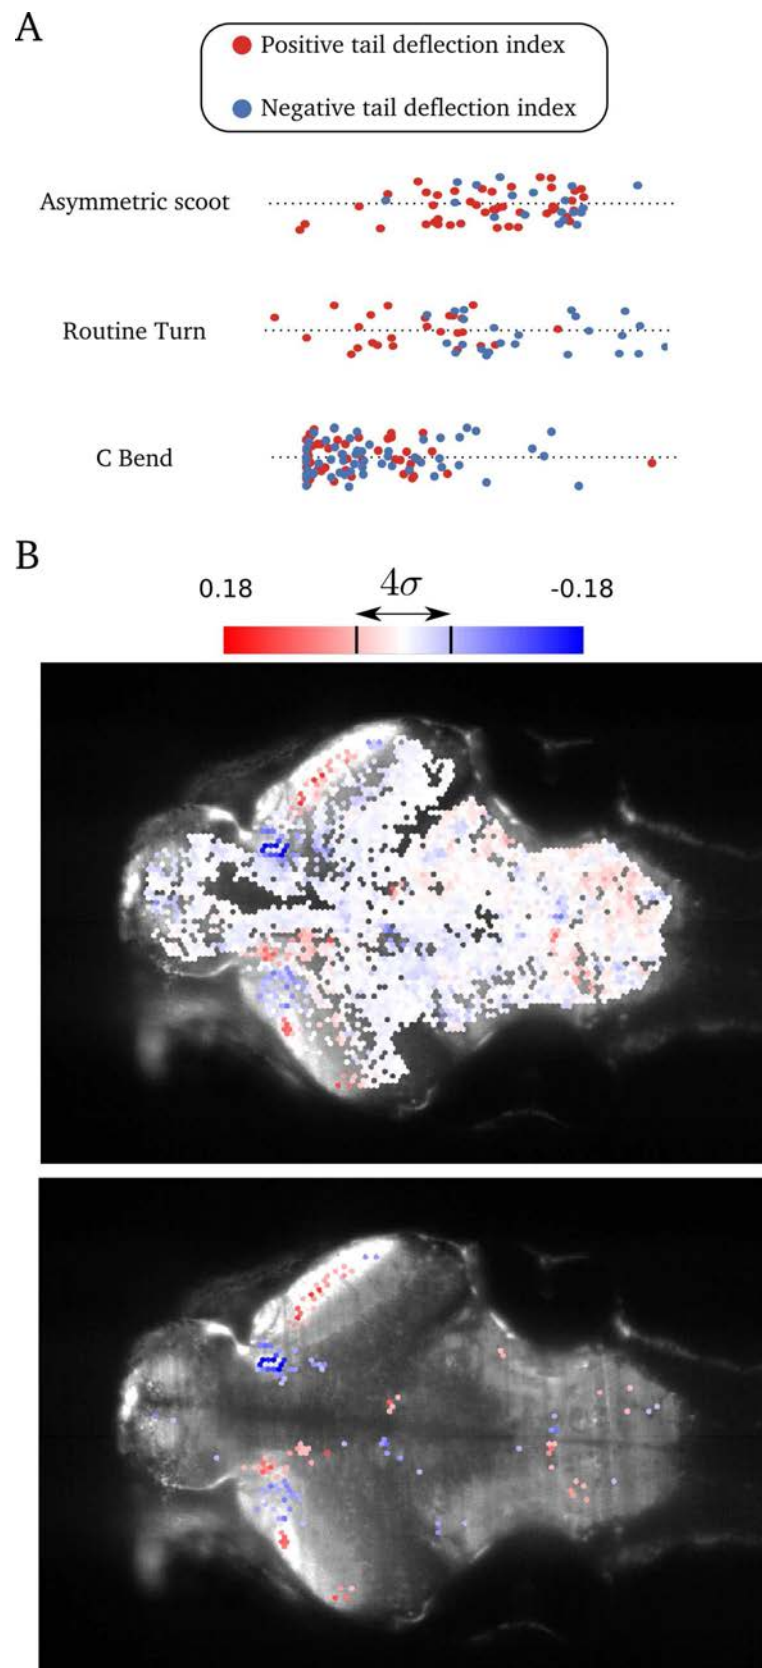 A
Positive tail deflection index
Negative tail deflection index
Asymmetric scoot
Routine Turn
C Bend
B
0.18 4σ -0.18